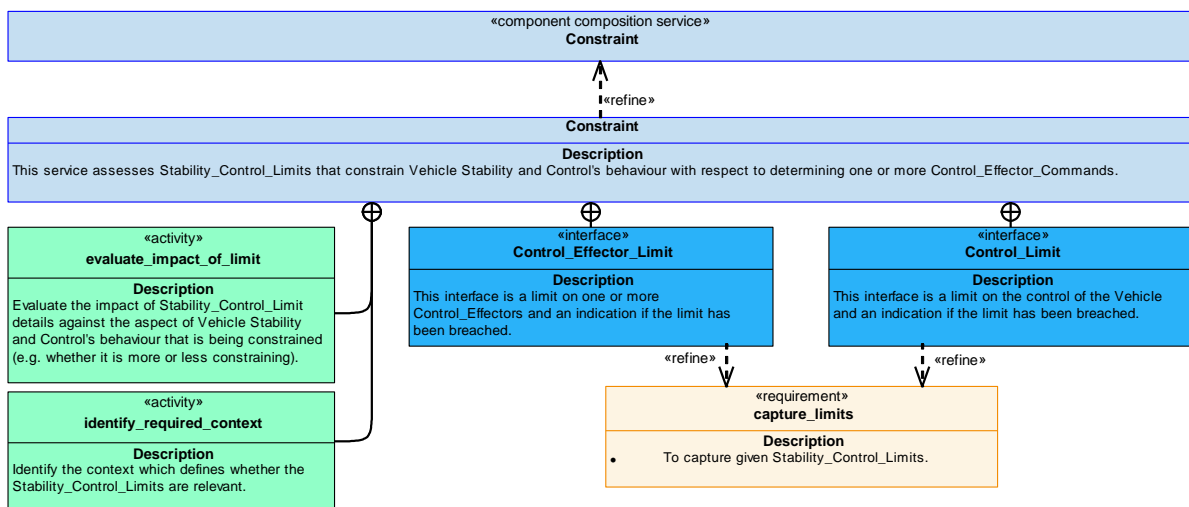 «component composition service»
Constraint
«refine»
Constraint
Description
This service assesses Stability_Control_Limits that constrain Vehicle Stability and Control's behaviour with respect to determining one or more Control_Effector_Commands.
«activity»
evaluate_impact_of_limit
Description
Evaluate the impact of Stability_Control_Limit
details against the aspect of Vehicle Stability
and Control's behaviour that is being constrained
(e.g. whether it is more or less constraining).
«interface»
Control_Effector_Limit
Description
This interface is a limit on one or more
Control_Effectors and an indication if the limit has
been breached.
«interface»
Control_Limit
Description
This interface is a limit on the control of the Vehicle
and an indication if the limit has been breached.
«refine»
«refine»
«activity»
identify_required_context
Description
Identify the context which defines whether the
Stability_Control_Limits are relevant.
«requirement»
capture_limits
Description
• To capture given Stability_Control_Limits.